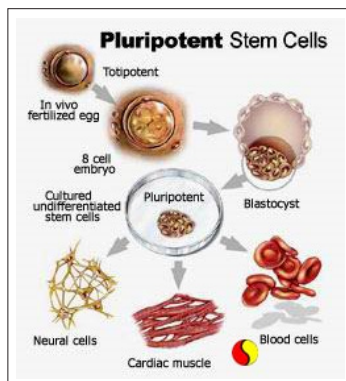 Pluripotent Stem Cells
Totipotent
In vivo
fertilized egg
8 cell
embryo
Blastocyst
Cultured
undifferentiated
stem cells
Pluripotent
Neural cells
Cardiac muscle
Blood cells